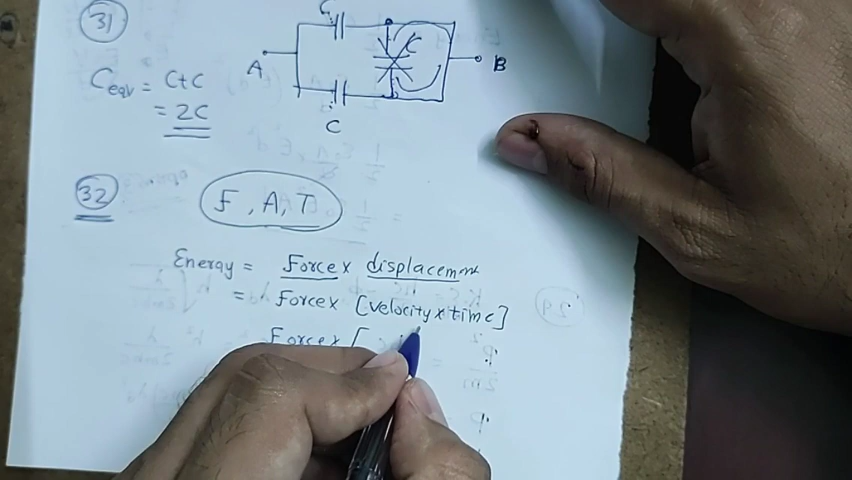 31
C
C
A
B
Ceqv = C+C
= 2C
C
32
F, A, T
Energy = Force x displacement
= Force x [velocity x time]
Force x [